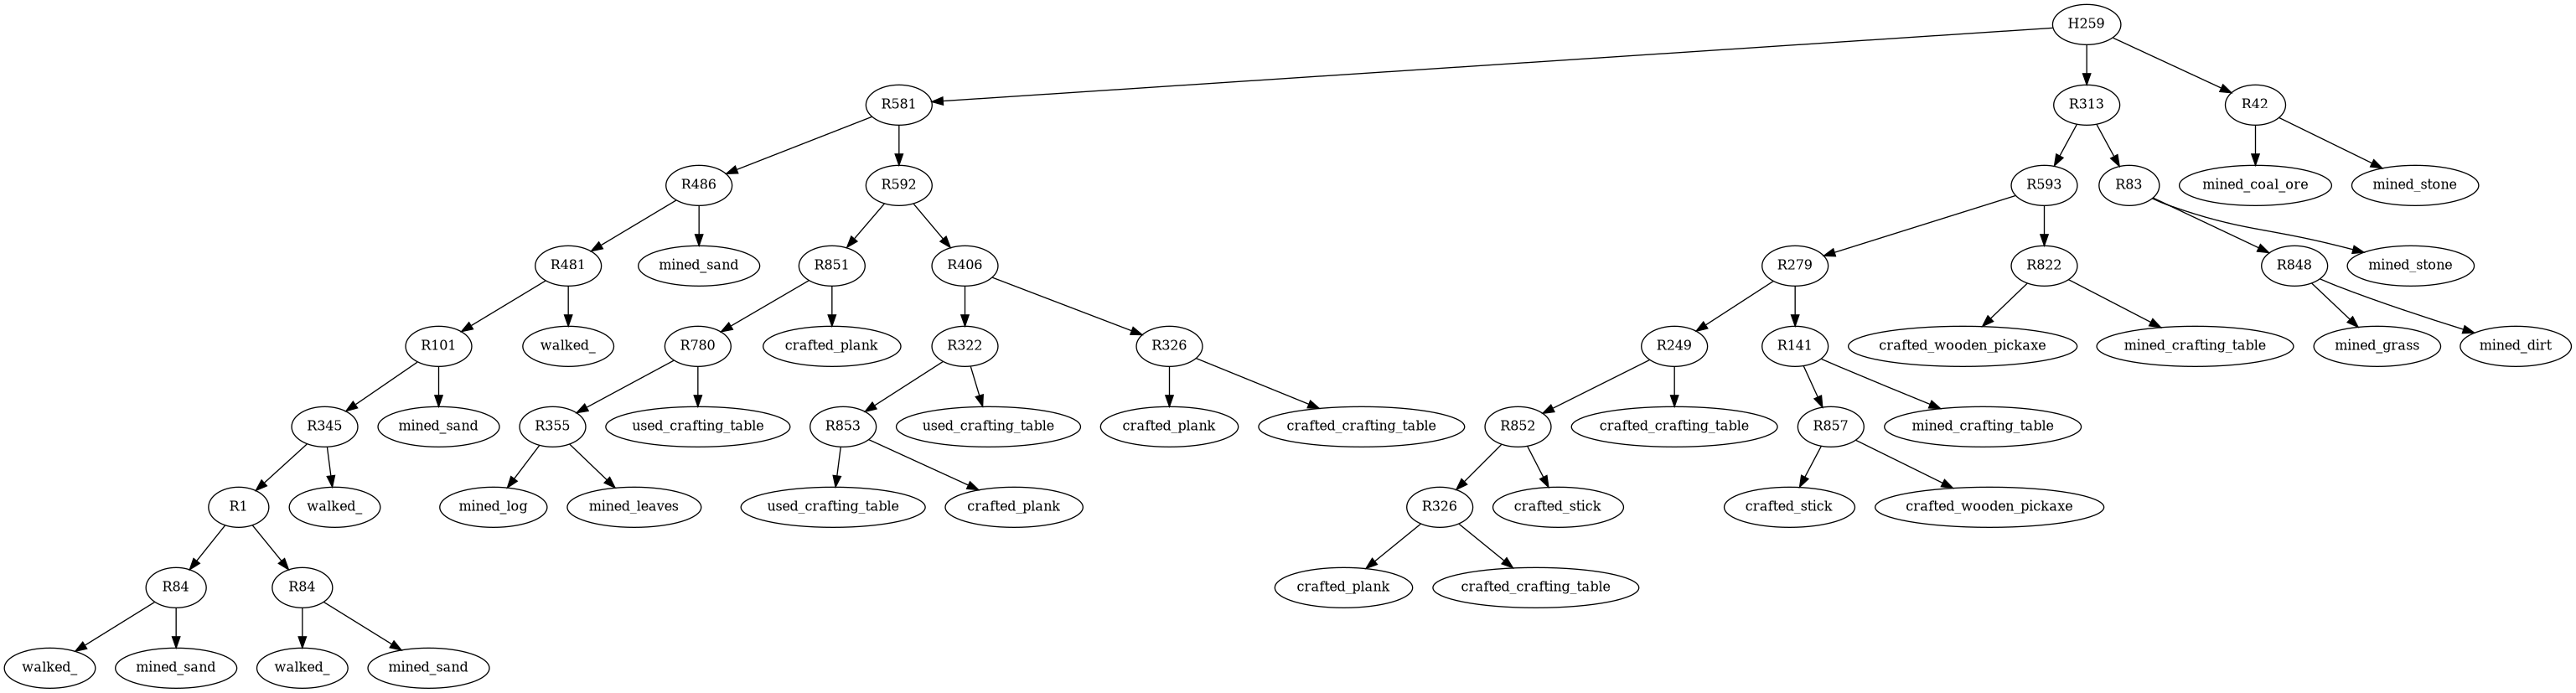 H259
R581
R313
R42
R486
R592
R593
R83
mined_coal_ore
mined_stone
R481
mined_sand
R851
R406
R279
R822
R848
mined_stone
R101
walked_
R780
crafted_plank
R322
R326
R249
R141
crafted_wooden_pickaxe
mined_crafting_table
mined_grass
mined_dirt
R345
mined_sand
R355
used_crafting_table
R853
used_crafting_table
crafted_plank
crafted_crafting_table
R852
crafted_crafting_table
R857
mined_crafting_table
R1
walked_
mined_log
mined_leaves
used_crafting_table
crafted_plank
R326
crafted_stick
crafted_stick
crafted_wooden_pickaxe
R84
R84
crafted_plank
crafted_crafting_table
walked_
mined_sand
walked_
mined_sand